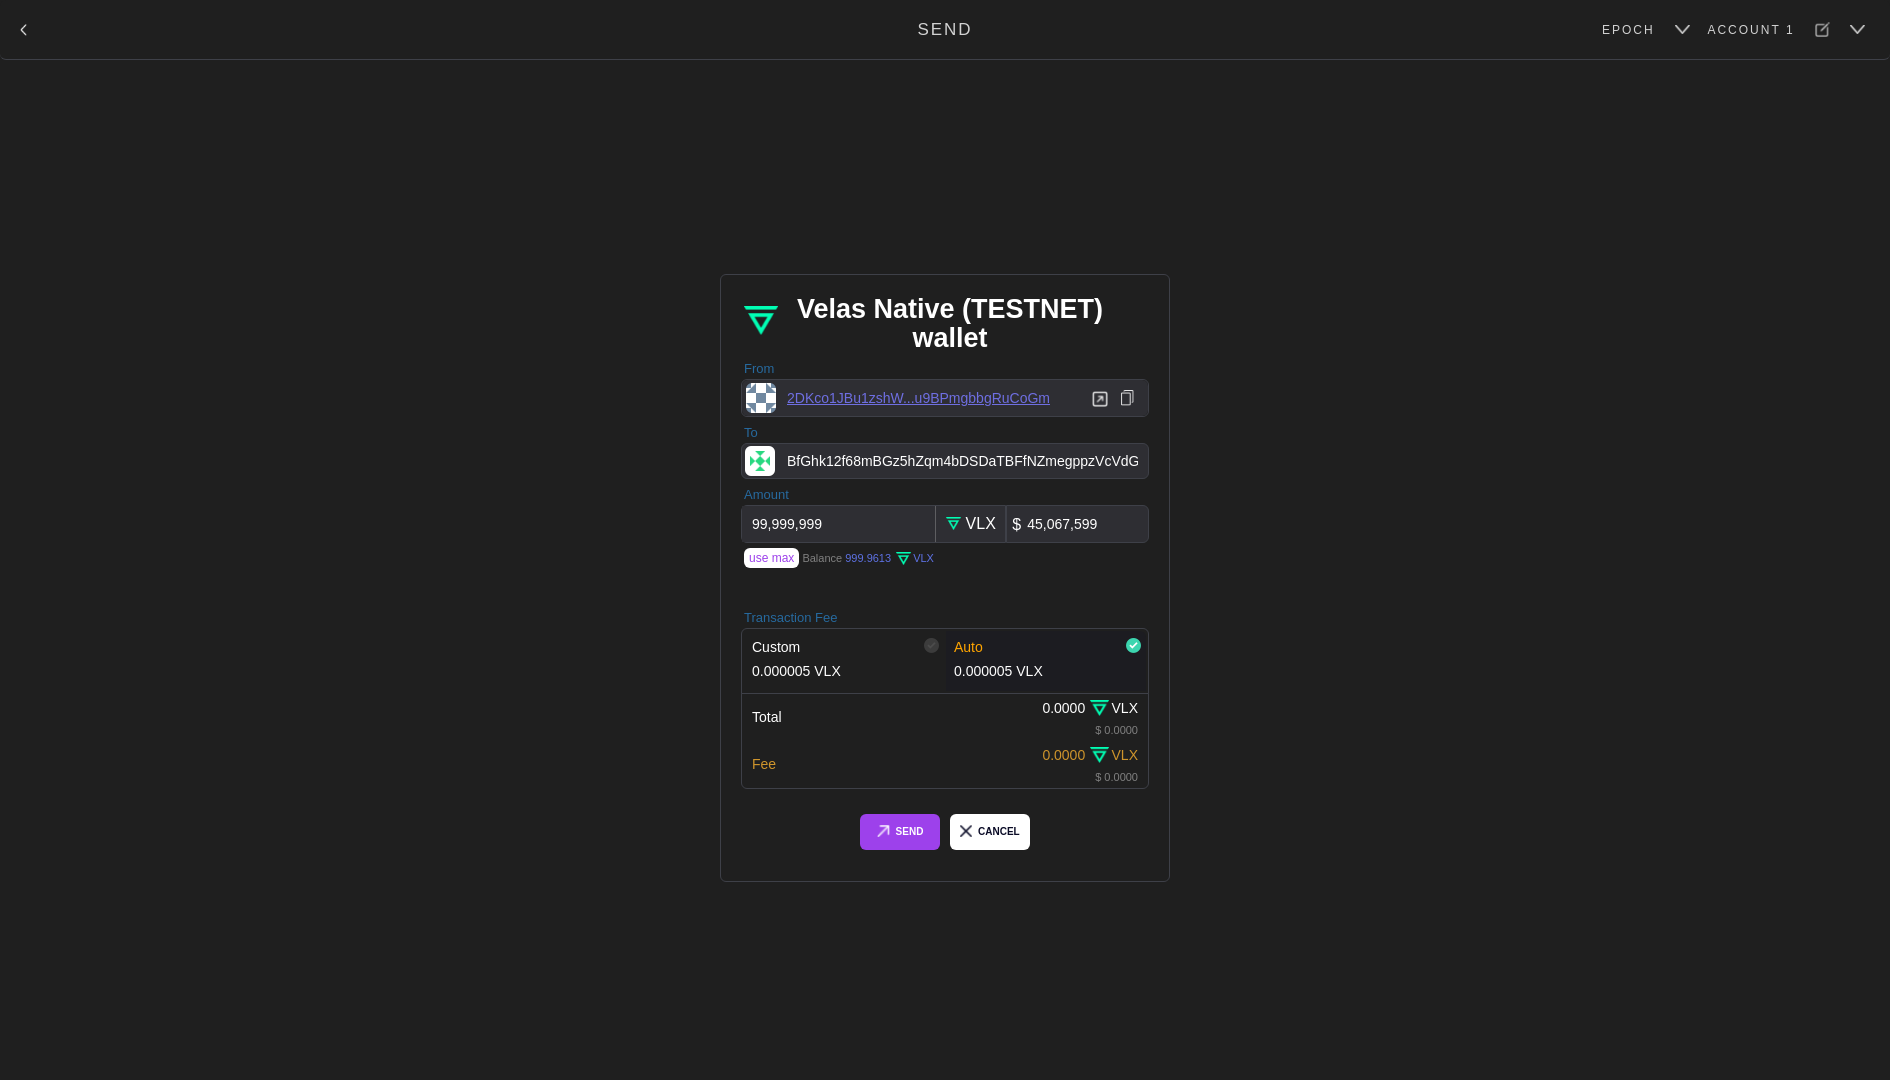 SEND
EPOCH
ACCOUNT 1
Velas Native (TESTNET)
wallet
From
2DKco1JBu1zshW...u9BPmgbbgRuCoGm
To
BfGhk12f68mBGz5hZqm4bDSDaTBFfNZmegppzVcVdG
Amount
99,999,999
VLX
$ 45,067,599
use max Balance 999.9613 VLX
Transaction Fee
Custom
0.000005 VLX
Auto
0.000005 VLX
Total
0.0000 VLX
$ 0.0000
Fee
0.0000 VLX
$ 0.0000
SEND
CANCEL